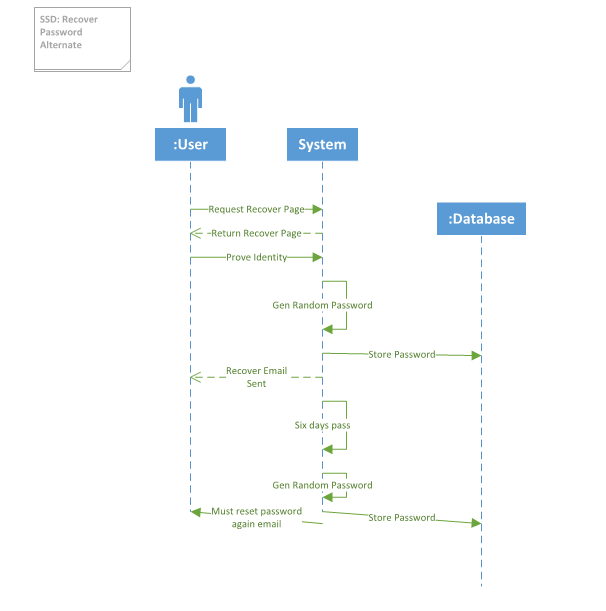 SSD: Recover
Password
Alternate
:User
System
:Database
Request Recover Page
Return Recover Page
Prove Identity
Gen Random Password
Store Password
Recover Email
Sent
Six days pass
Gen Random Password
Must reset password
again email
Store Password